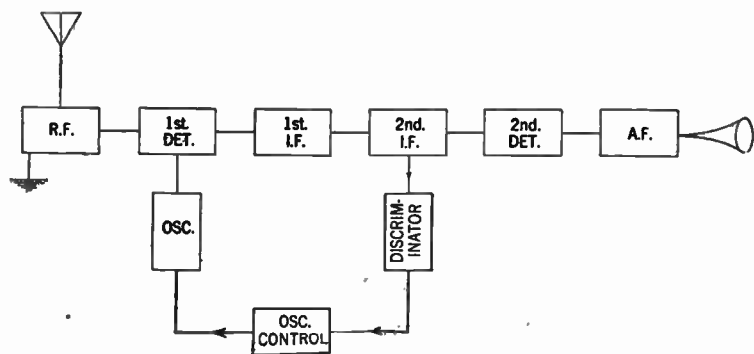 R.F.
1st.
DET.
1st.
I.F.
2nd.
I.F.
2nd.
DET.
A.F.
OSC.
DISCRIM-
INATOR
OSC.
CONTROL